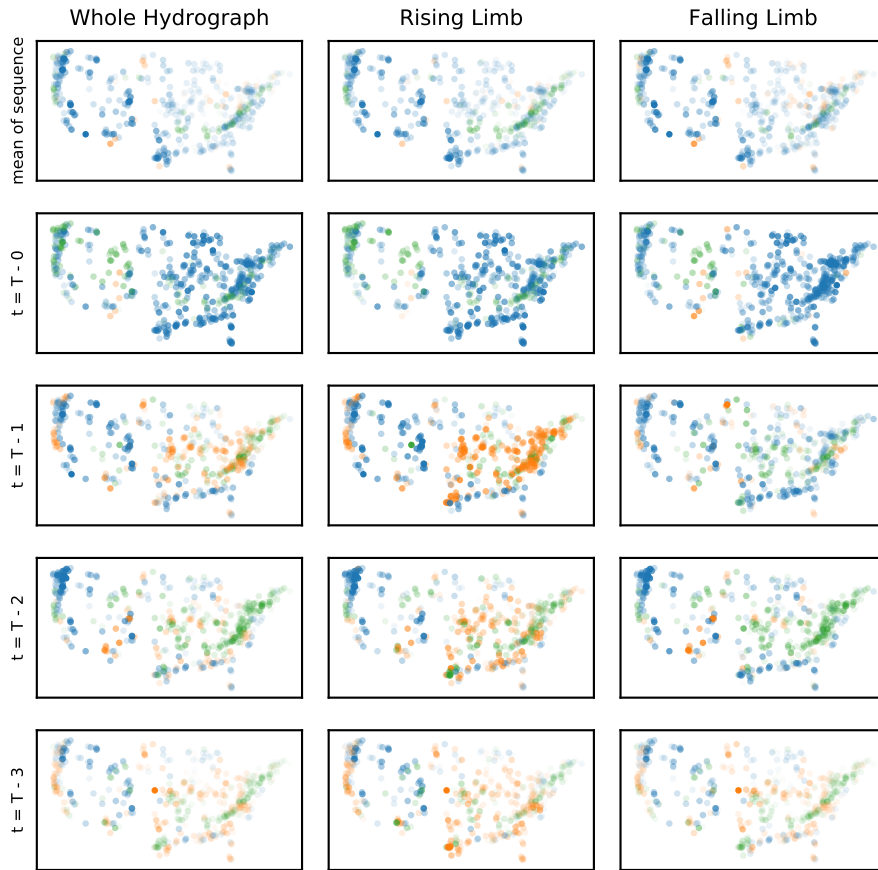 Whole Hydrograph
Rising Limb
Falling Limb
mean of sequence
t = T - 0
t = T - 1
t = T - 2
t = T - 3